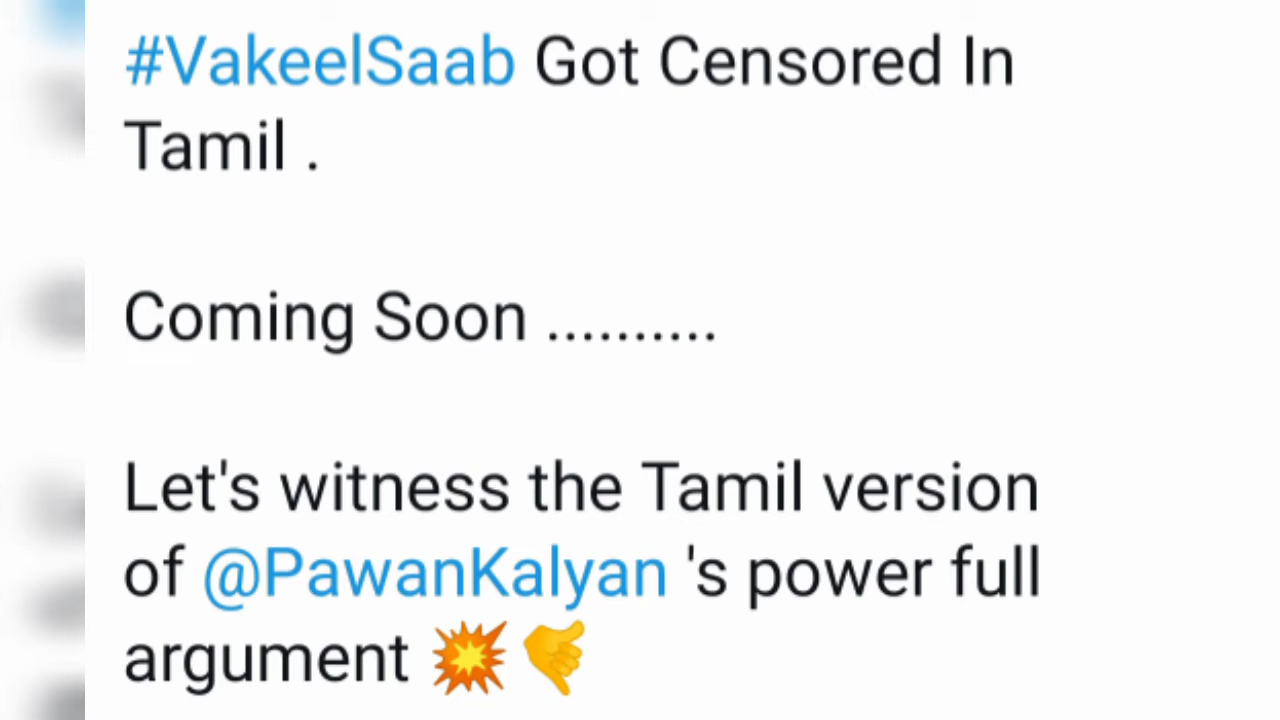 #VakeelSaab Got Censored In
Tamil .
Coming Soon ..........
Let's witness the Tamil version
of @PawanKalyan 's power full
argument 💥🤙